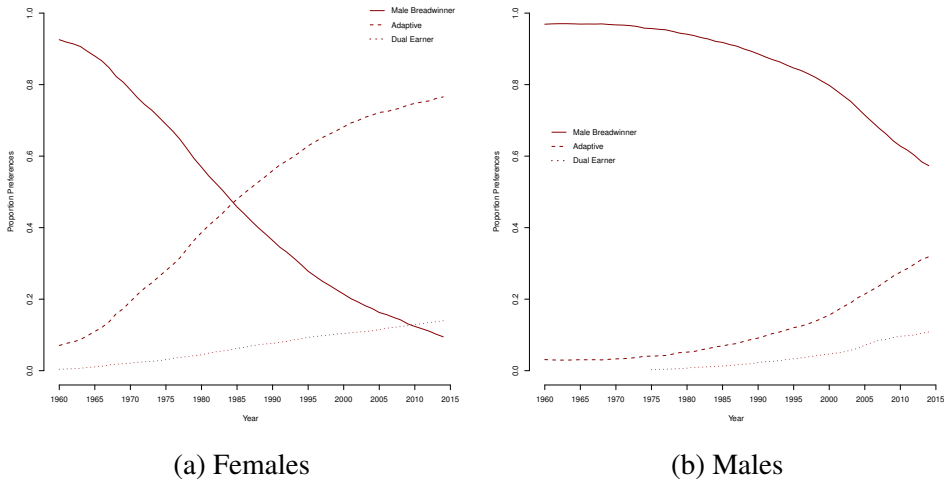 Male Breadwinner
Adaptive
Dual Earner
1.0
0.8
0.6
0.4
0.2
0.0
Proportion Preferences
1960 1965 1970 1975 1980 1985 1990 1995 2000 2005 2010 2015
Year
(a) Females
Male Breadwinner
Adaptive
Dual Earner
1.0
0.8
0.6
0.4
0.2
0.0
Proportion Preferences
1960 1965 1970 1975 1980 1985 1990 1995 2000 2005 2010 2015
Year
(b) Males